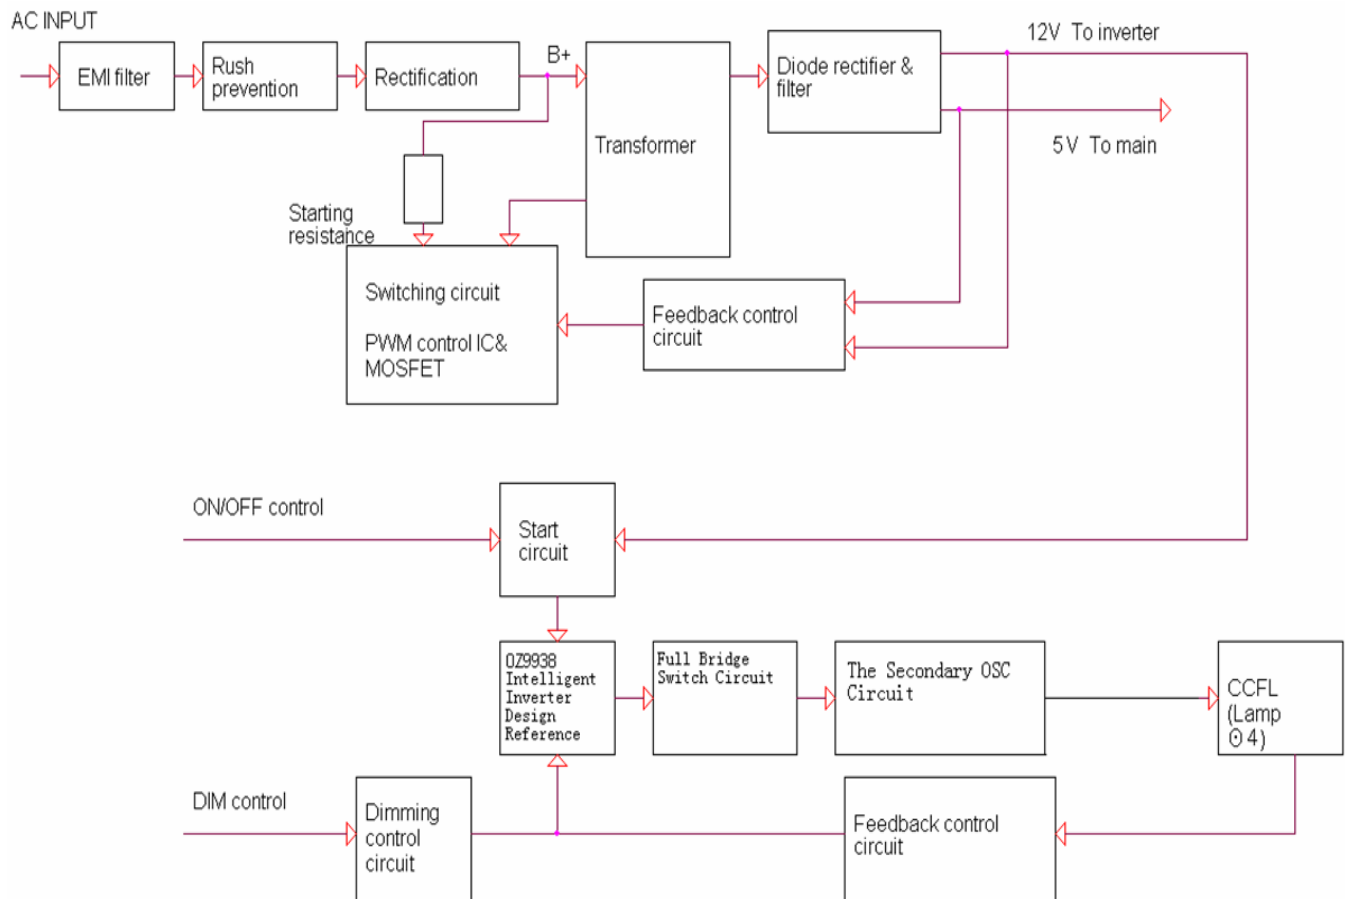 AC INPUT
EMI filter
Rush
prevention
Rectification
B+
Transformer
Diode rectifier &
filter
12V To inverter
5V To main
Starting
resistance
Switching circuit
PWM control IC&
MOSFET
Feedback control
circuit
ON/OFF control
Start
circuit
OZ9938
Intelligent
Inverter
Design
Reference
Full Bridge
Switch Circuit
The Secondary OSC
Circuit
CCFL
(Lamp
⊙4)
DIM control
Dimming
control
circuit
Feedback control
circuit